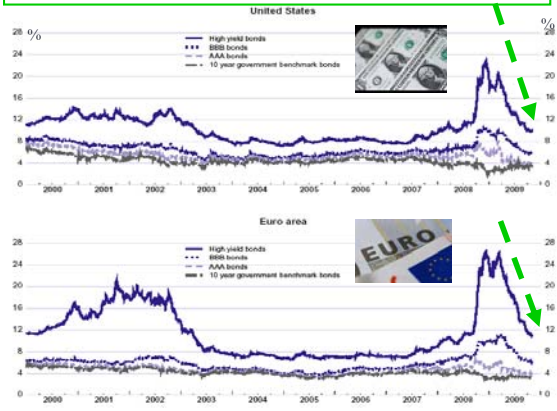 United States
% %
28 28
24 24
20 20
16 16
12 12
8 8
4 4
0 0
High yield bonds
BBB bonds
AAA bonds
10 year government benchmark bonds
2000 2001 2002 2003 2004 2005 2006 2007 2008 2009
Euro area
28 28
24 24
20 20
16 16
12 12
8 8
4 4
0 0
High yield bonds
BBB bonds
AAA bonds
10 year government benchmark bonds
EURO
2000 2001 2002 2003 2004 2005 2006 2007 2008 2009